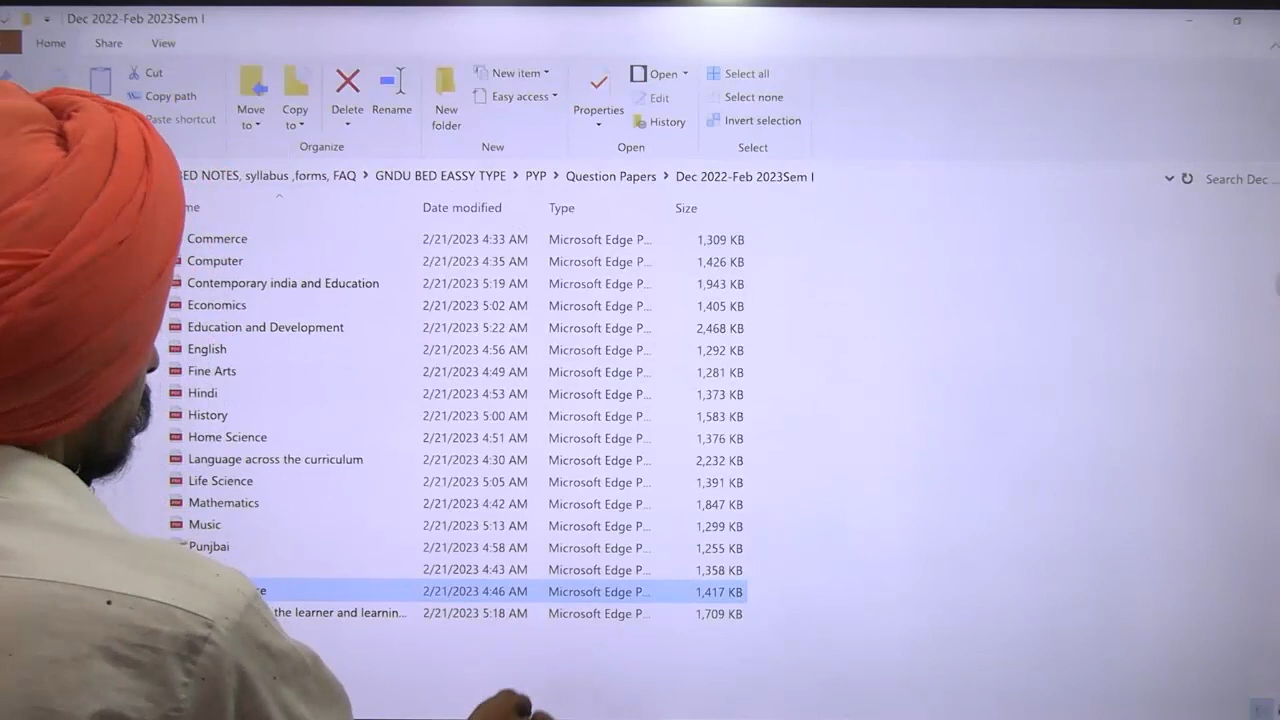 Dec 2022-Feb 2023Sem I
Home Share View
Cut
Copy path
Paste shortcut
Move to
Copy to
Delete
Rename
Organize
New folder
New item
Easy access
New
Properties
Open
Edit
History
Open
Select all
Select none
Invert selection
Select
BED NOTES, syllabus ,forms, FAQ > GNDU BED EASSY TYPE > PYP > Question Papers > Dec 2022-Feb 2023Sem I
Search Dec ...
me Date modified Type Size
Commerce 2/21/2023 4:33 AM Microsoft Edge P... 1,309 KB
Computer 2/21/2023 4:35 AM Microsoft Edge P... 1,426 KB
Contemporary india and Education 2/21/2023 5:19 AM Microsoft Edge P... 1,943 KB
Economics 2/21/2023 5:02 AM Microsoft Edge P... 1,405 KB
Education and Development 2/21/2023 5:22 AM Microsoft Edge P... 2,468 KB
English 2/21/2023 4:56 AM Microsoft Edge P... 1,292 KB
Fine Arts 2/21/2023 4:49 AM Microsoft Edge P... 1,281 KB
Hindi 2/21/2023 4:53 AM Microsoft Edge P... 1,373 KB
History 2/21/2023 5:00 AM Microsoft Edge P... 1,583 KB
Home Science 2/21/2023 4:51 AM Microsoft Edge P... 1,376 KB
Language across the curriculum 2/21/2023 4:30 AM Microsoft Edge P... 2,232 KB
Life Science 2/21/2023 5:05 AM Microsoft Edge P... 1,391 KB
Mathematics 2/21/2023 4:42 AM Microsoft Edge P... 1,847 KB
Music 2/21/2023 5:13 AM Microsoft Edge P... 1,299 KB
Punjbai 2/21/2023 4:58 AM Microsoft Edge P... 1,255 KB
2/21/2023 4:43 AM Microsoft Edge P... 1,358 KB
2/21/2023 4:46 AM Microsoft Edge P... 1,417 KB
the learner and learnin... 2/21/2023 5:18 AM Microsoft Edge P... 1,709 KB